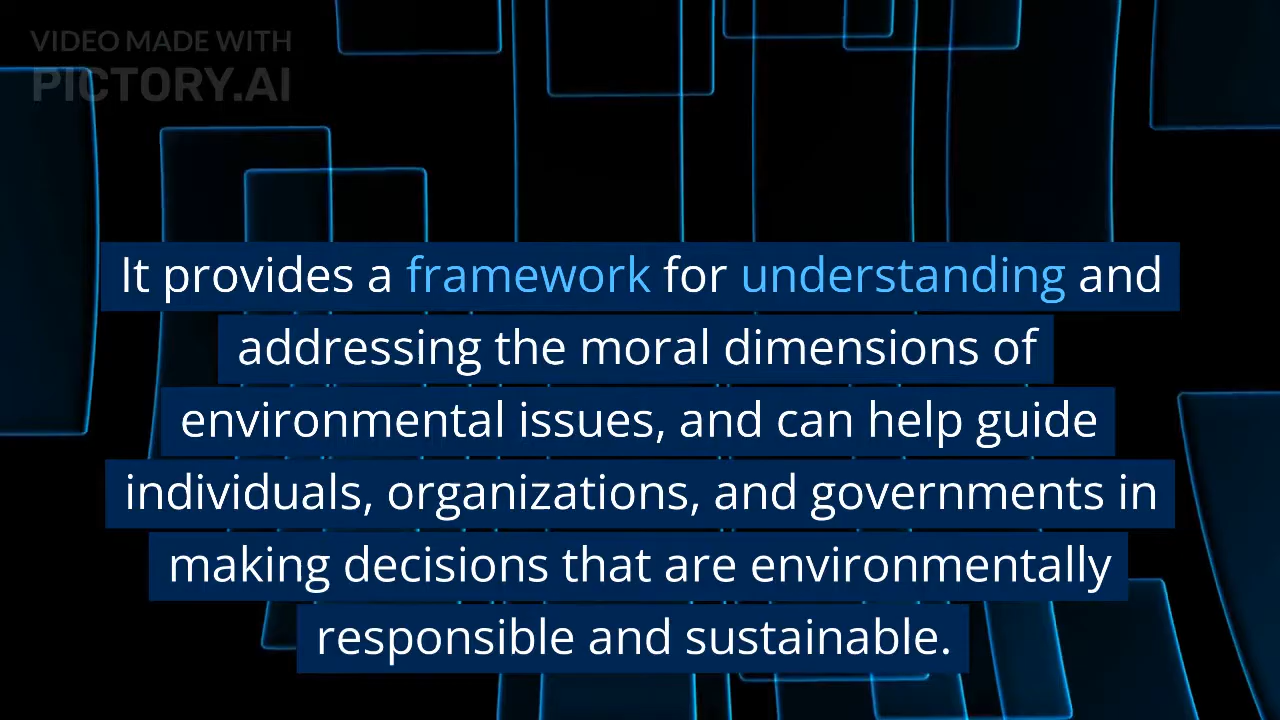 VIDEO MADE WITH
PICTORY.AI
It provides a framework for understanding and
addressing the moral dimensions of
environmental issues, and can help guide
individuals, organizations, and governments in
making decisions that are environmentally
responsible and sustainable.